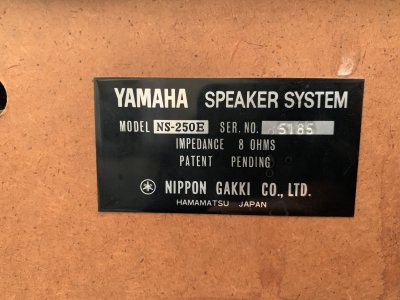 YAMAHA SPEAKER SYSTEM
MODEL NS-250E SER. NO. 5185
IMPEDANCE 8 OHMS
PATENT PENDING
NIPPON GAKKI CO., LTD.
HAMAMATSU JAPAN